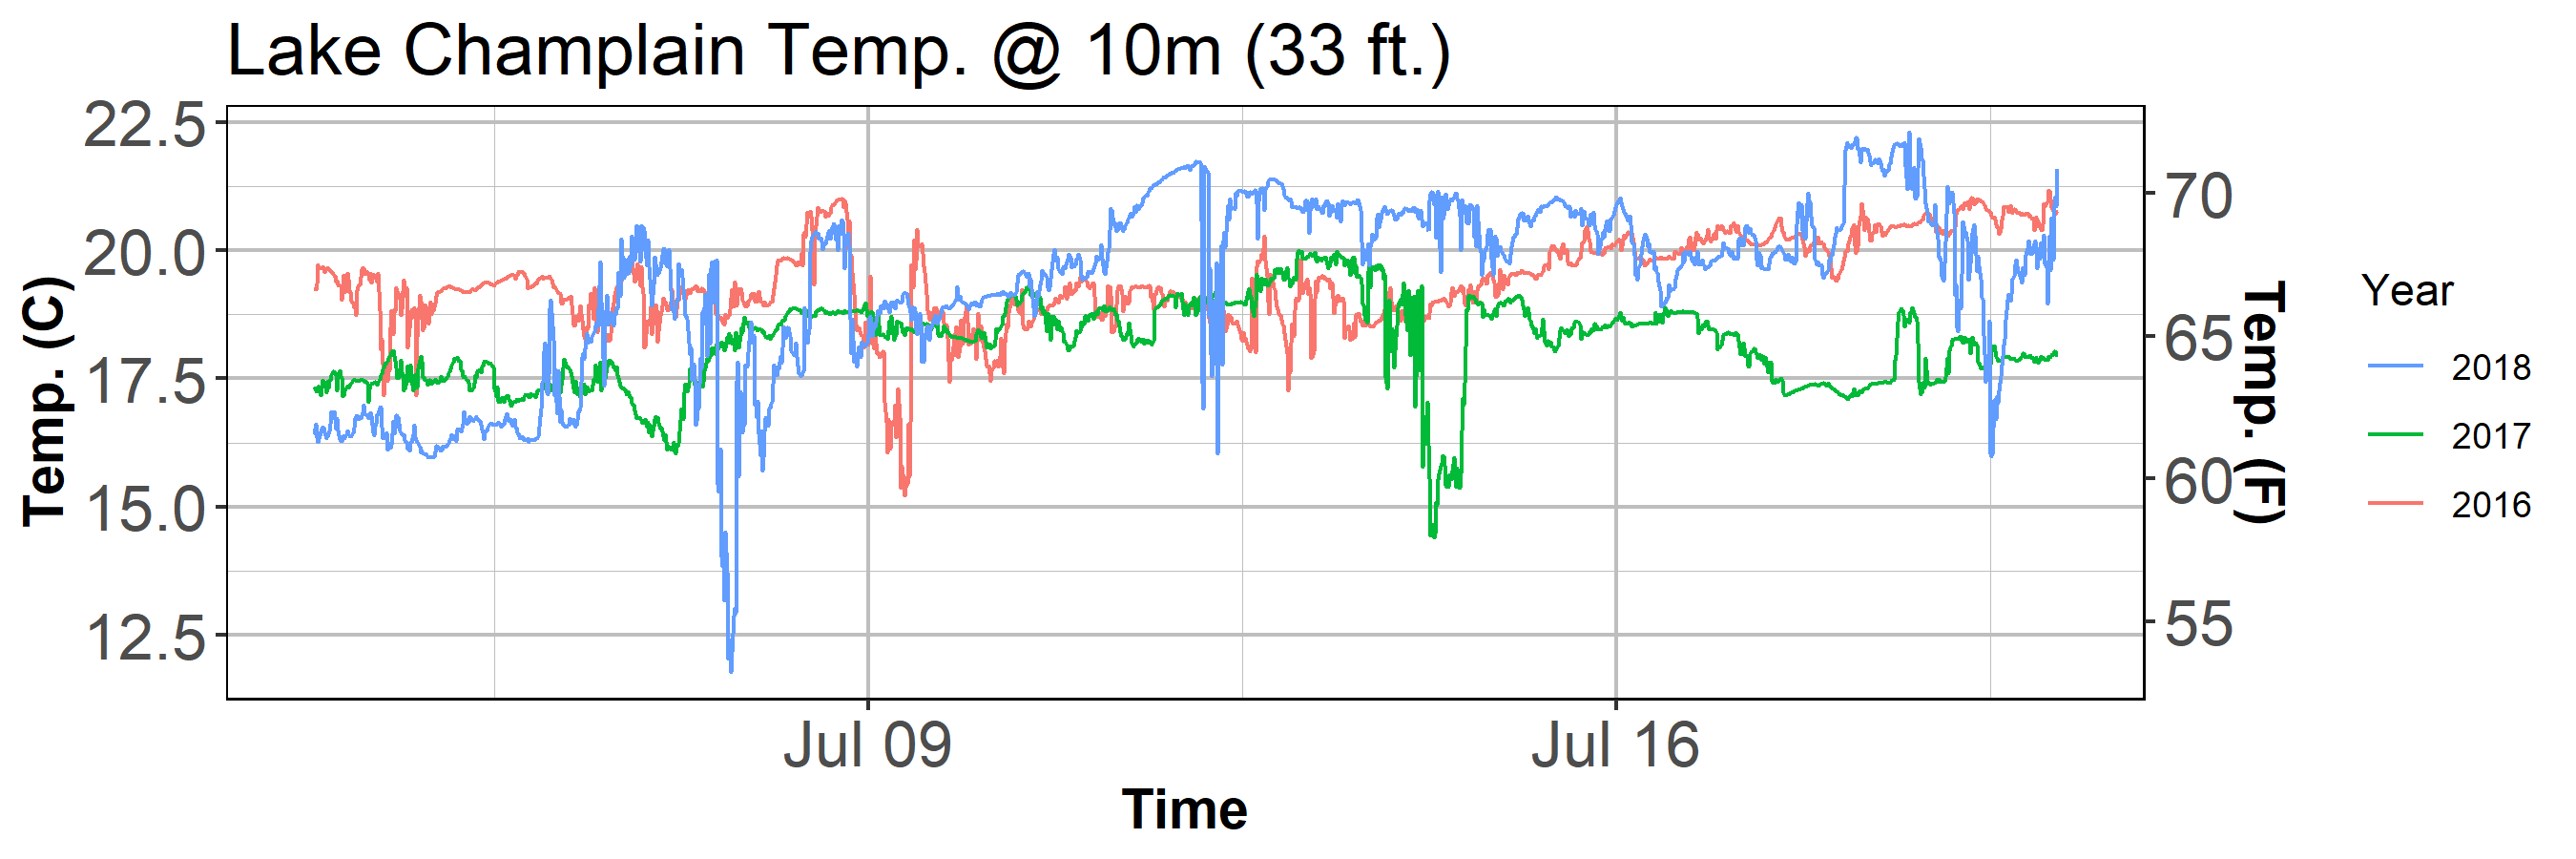 Lake Champlain Temp. @ 10m (33 ft.)
22.5
20.0
17.5
15.0
12.5
Temp. (C)
70
65
60
55
Temp. (F)
Jul 09
Jul 16
Time
Year
2018
2017
2016